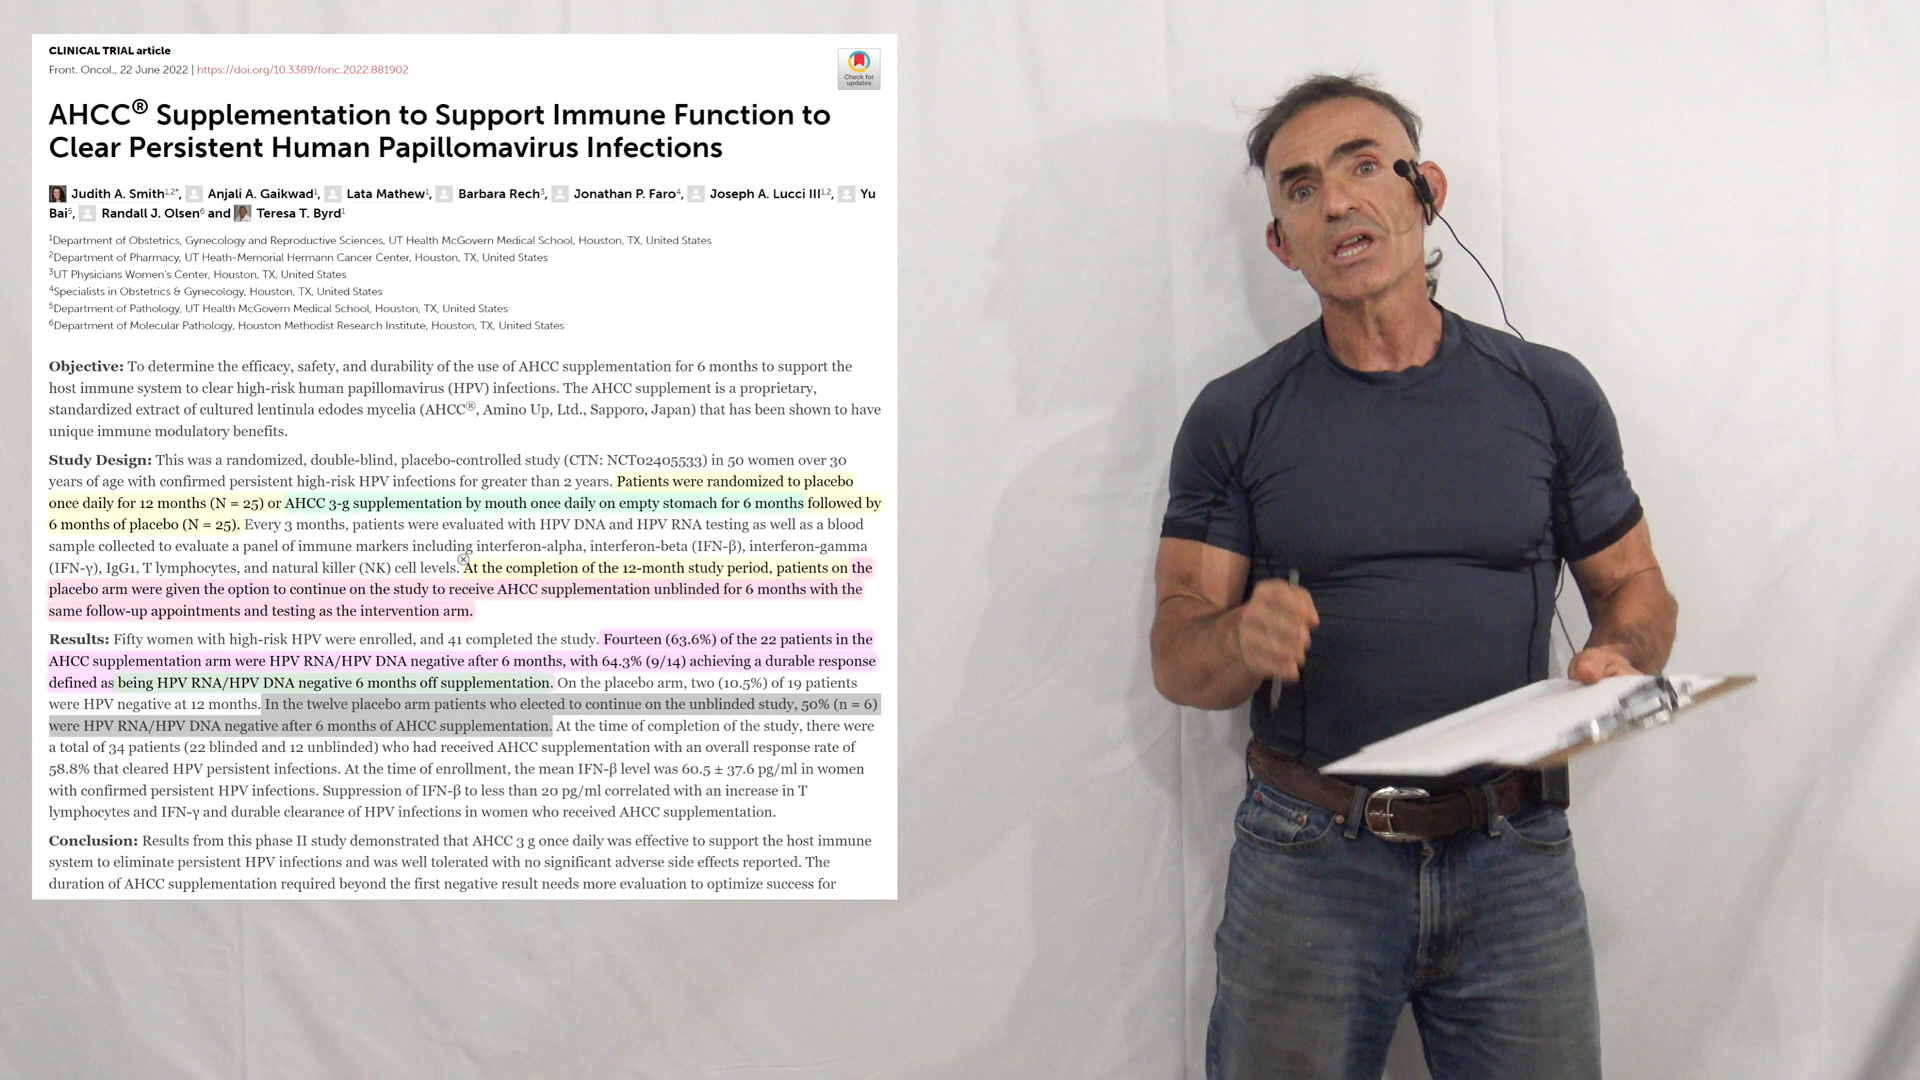 CLINICAL TRIAL article
Front. Oncol., 22 June 2022 | https://doi.org/10.3389/fonc.2022.881902
Check for
updates
AHCC® Supplementation to Support Immune Function to
Clear Persistent Human Papillomavirus Infections
Judith A. Smith1,2*, Anjali A. Gaikwad1, Lata Mathew1, Barbara Rech3, Jonathan P. Faro4, Joseph A. Lucci III1,2, Yu
Bai5, Randall J. Olsen6 and Teresa T. Byrd1
1Department of Obstetrics, Gynecology and Reproductive Sciences, UT Health McGovern Medical School, Houston, TX, United States
2Department of Pharmacy, UT Heath-Memorial Hermann Cancer Center, Houston, TX, United States
3UT Physicians Women's Center, Houston, TX, United States
4Specialists in Obstetrics & Gynecology, Houston, TX, United States
5Department of Pathology, UT Health McGovern Medical School, Houston, TX, United States
6Department of Molecular Pathology, Houston Methodist Research Institute, Houston, TX, United States
Objective: To determine the efficacy, safety, and durability of the use of AHCC supplementation for 6 months to support the
host immune system to clear high-risk human papillomavirus (HPV) infections. The AHCC supplement is a proprietary,
standardized extract of cultured lentinula edodes mycelia (AHCC®, Amino Up, Ltd., Sapporo, Japan) that has been shown to have
unique immune modulatory benefits.
Study Design: This was a randomized, double-blind, placebo-controlled study (CTN: NCT02405533) in 50 women over 30
years of age with confirmed persistent high-risk HPV infections for greater than 2 years. Patients were randomized to placebo
once daily for 12 months (N = 25) or AHCC 3-g supplementation by mouth once daily on empty stomach for 6 months followed by
6 months of placebo (N = 25). Every 3 months, patients were evaluated with HPV DNA and HPV RNA testing as well as a blood
sample collected to evaluate a panel of immune markers including interferon-alpha, interferon-beta (IFN-β), interferon-gamma
(IFN-γ), IgG1, T lymphocytes, and natural killer (NK) cell levels. At the completion of the 12-month study period, patients on the
placebo arm were given the option to continue on the study to receive AHCC supplementation unblinded for 6 months with the
same follow-up appointments and testing as the intervention arm.
Results: Fifty women with high-risk HPV were enrolled, and 41 completed the study. Fourteen (63.6%) of the 22 patients in the
AHCC supplementation arm were HPV RNA/HPV DNA negative after 6 months, with 64.3% (9/14) achieving a durable response
defined as being HPV RNA/HPV DNA negative 6 months off supplementation. On the placebo arm, two (10.5%) of 19 patients
were HPV negative at 12 months. In the twelve placebo arm patients who elected to continue on the unblinded study, 50% (n = 6)
were HPV RNA/HPV DNA negative after 6 months of AHCC supplementation. At the time of completion of the study, there were
a total of 34 patients (22 blinded and 12 unblinded) who had received AHCC supplementation with an overall response rate of
58.8% that cleared HPV persistent infections. At the time of enrollment, the mean IFN-β level was 60.5 ± 37.6 pg/ml in women
with confirmed persistent HPV infections. Suppression of IFN-β to less than 20 pg/ml correlated with an increase in T
lymphocytes and IFN-γ and durable clearance of HPV infections in women who received AHCC supplementation.
Conclusion: Results from this phase II study demonstrated that AHCC 3 g once daily was effective to support the host immune
system to eliminate persistent HPV infections and was well tolerated with no significant adverse side effects reported. The
duration of AHCC supplementation required beyond the first negative result needs more evaluation to optimize success for